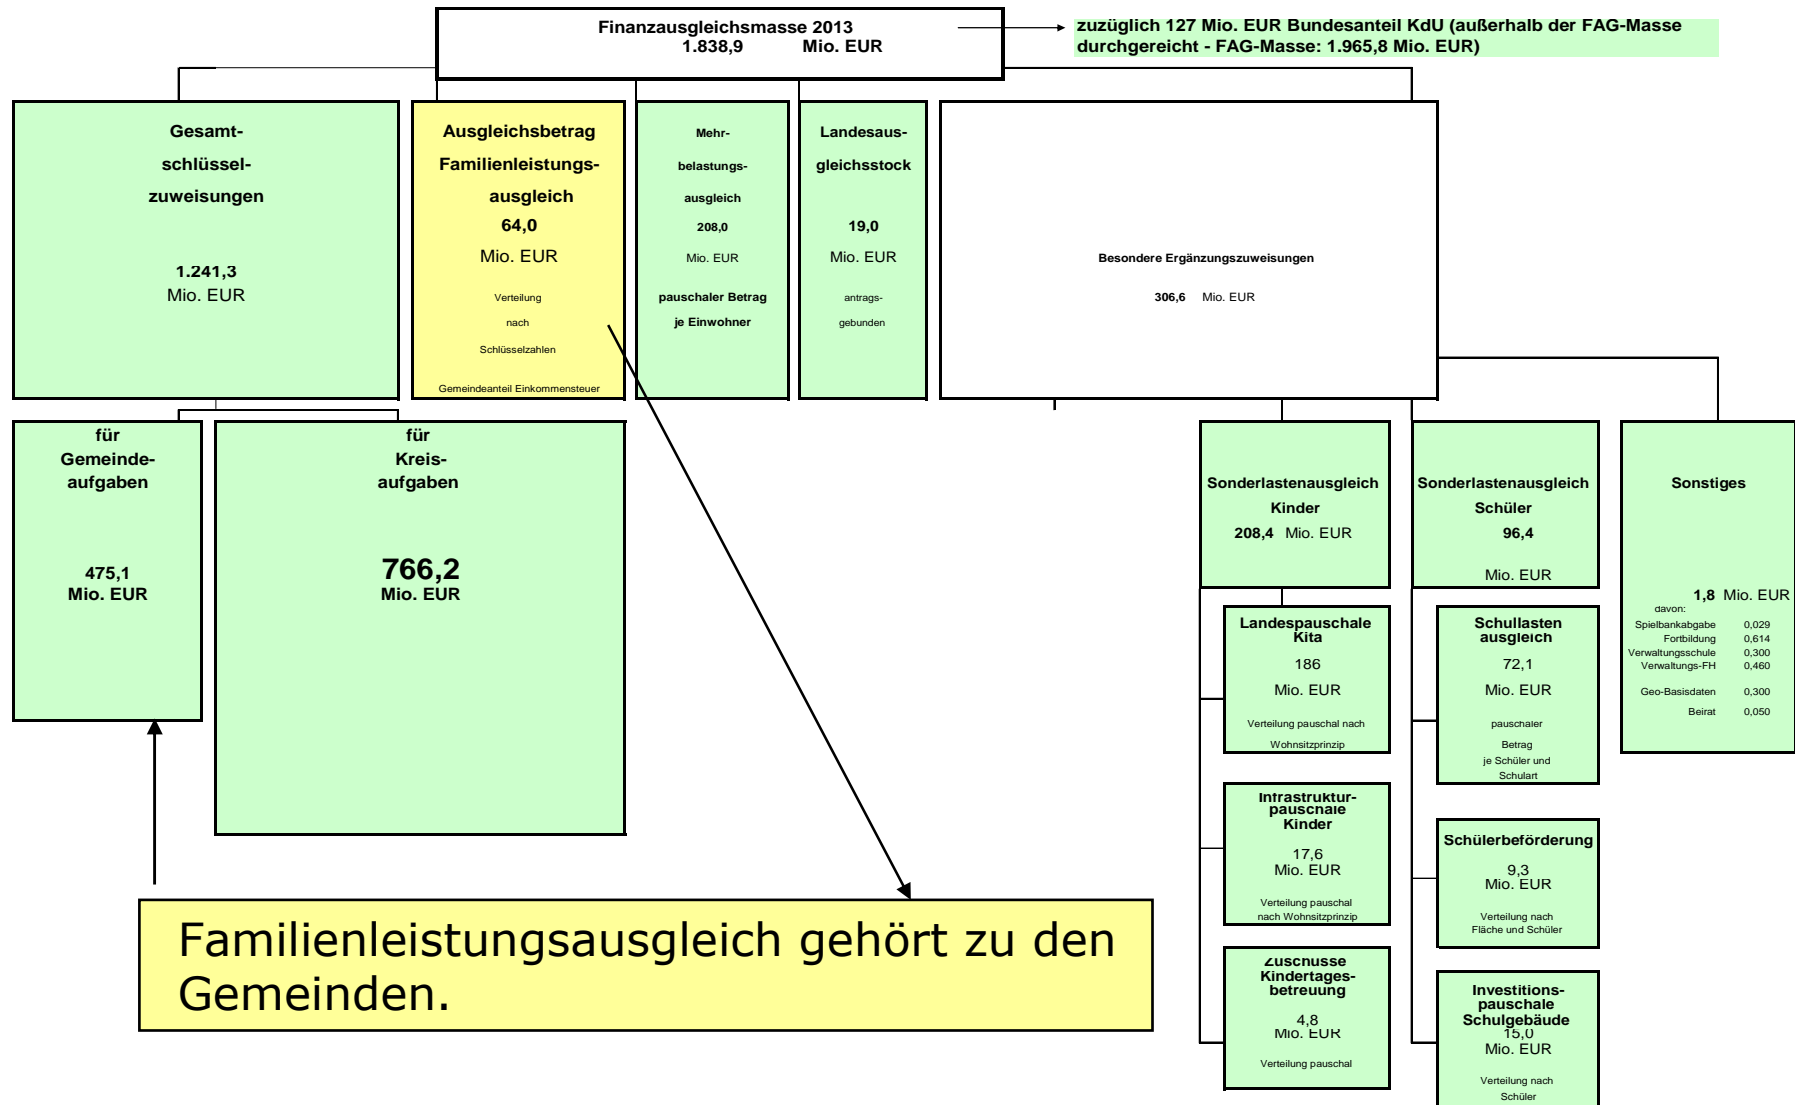 Finanzausgleichsmasse 2013
1.838,9 Mio. EUR
zuzüglich 127 Mio. EUR Bundesanteil KdU (außerhalb der FAG-Masse
durchgereicht - FAG-Masse: 1.965,8 Mio. EUR)
Gesamt-
schlüssel-
zuweisungen
1.241,3
Mio. EUR
Ausgleichsbetrag
Familienleistungs-
ausgleich
64,0
Mio. EUR
Verteilung
nach
Schlüsselzahlen
Gemeindeanteil Einkommensteuer
Mehr-
belastungs-
ausgleich
208,0
Mio. EUR
pauschaler Betrag
je Einwohner
Landesaus-
gleichsstock
19,0
Mio. EUR
antrags-
gebunden
Besondere Ergänzungszuweisungen
306,6 Mio. EUR
für
Gemeinde-
aufgaben
475,1
Mio. EUR
für
Kreis-
aufgaben
766,2
Mio. EUR
Sonderlastenausgleich
Kinder
208,4 Mio. EUR
Sonderlastenausgleich
Schüler
96,4
Mio. EUR
Sonstiges
1,8 Mio. EUR
davon:
Spielbankabgabe 0,029
Fortbildung 0,614
Verwaltungsschule 0,300
Verwaltungs-FH 0,460
Geo-Basisdaten 0,300
Beirat 0,050
Landespauschale
Kita
186
Mio. EUR
Verteilung pauschal nach
Wohnsitzprinzip
Schullasten
ausgleich
72,1
Mio. EUR
pauschaler
Betrag
je Schüler und
Schulart
Infrastruktur-
pauschale
Kinder
17,6
Mio. EUR
Verteilung pauschal
nach Wohnsitzprinzip
Schülerbeförderung
9,3
Mio. EUR
Verteilung nach
Fläche und Schüler
Zuschüsse
Kindertages-
betreuung
4,8
Mio. EUR
Verteilung pauschal
Investitions-
pauschale
Schulgebäude
15,0
Mio. EUR
Verteilung nach
Schüler
Familienleistungsausgleich gehört zu den
Gemeinden.